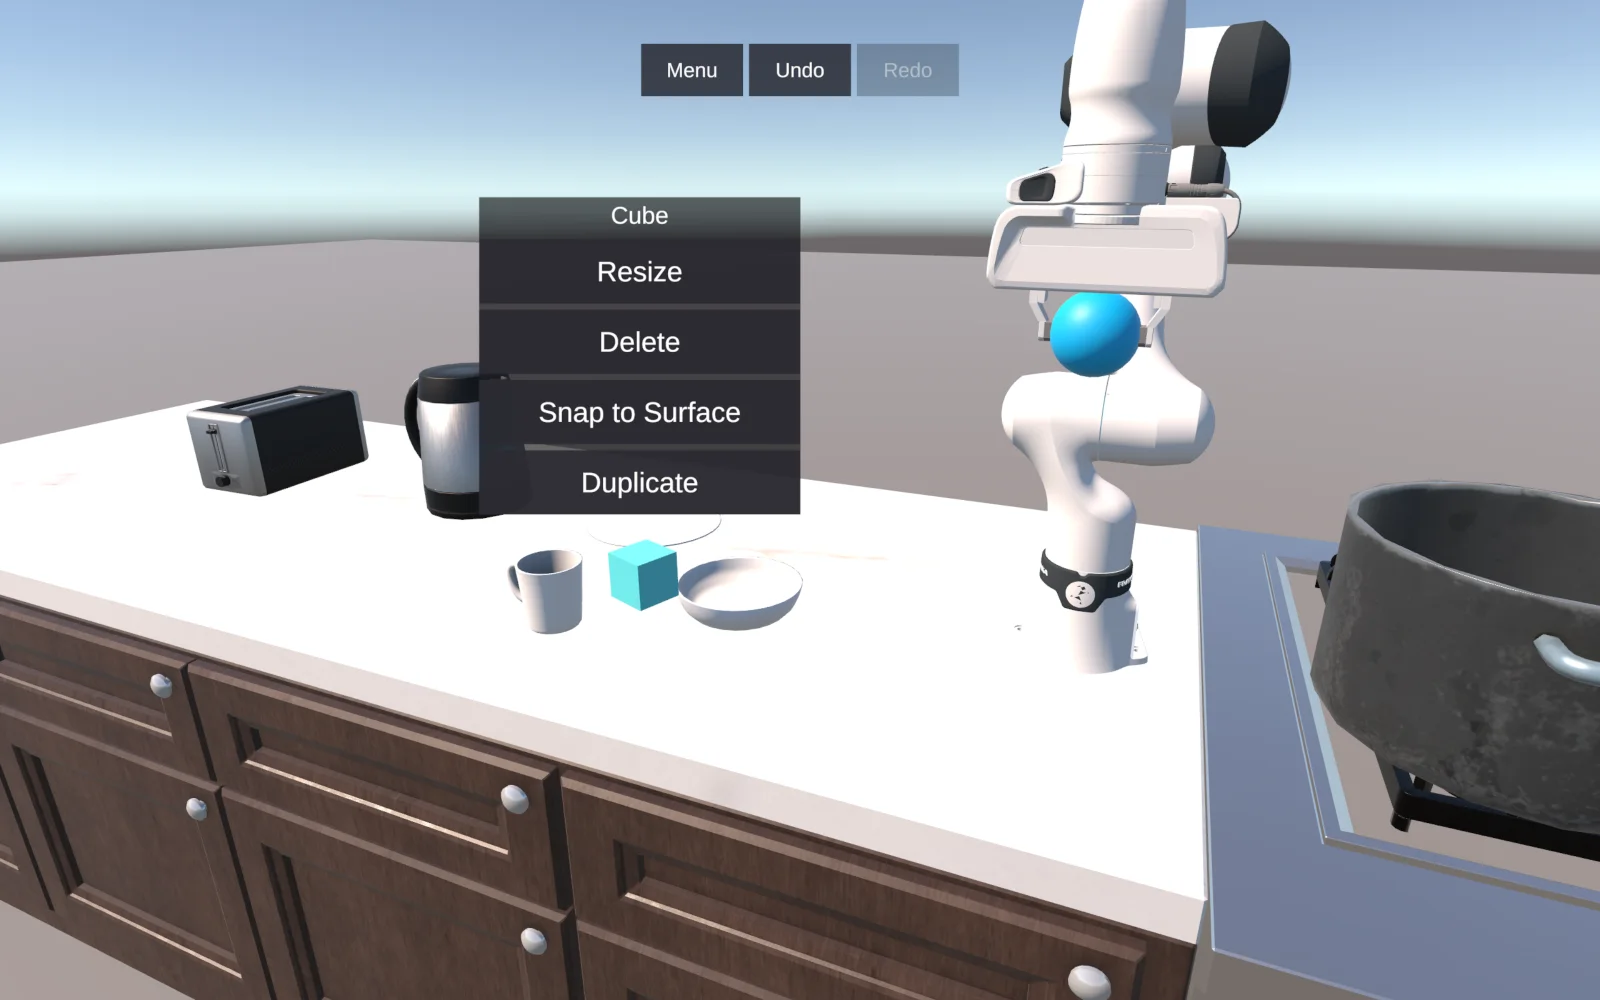 Menu
Undo
Redo
Cube
Resize
Delete
Snap to Surface
Duplicate